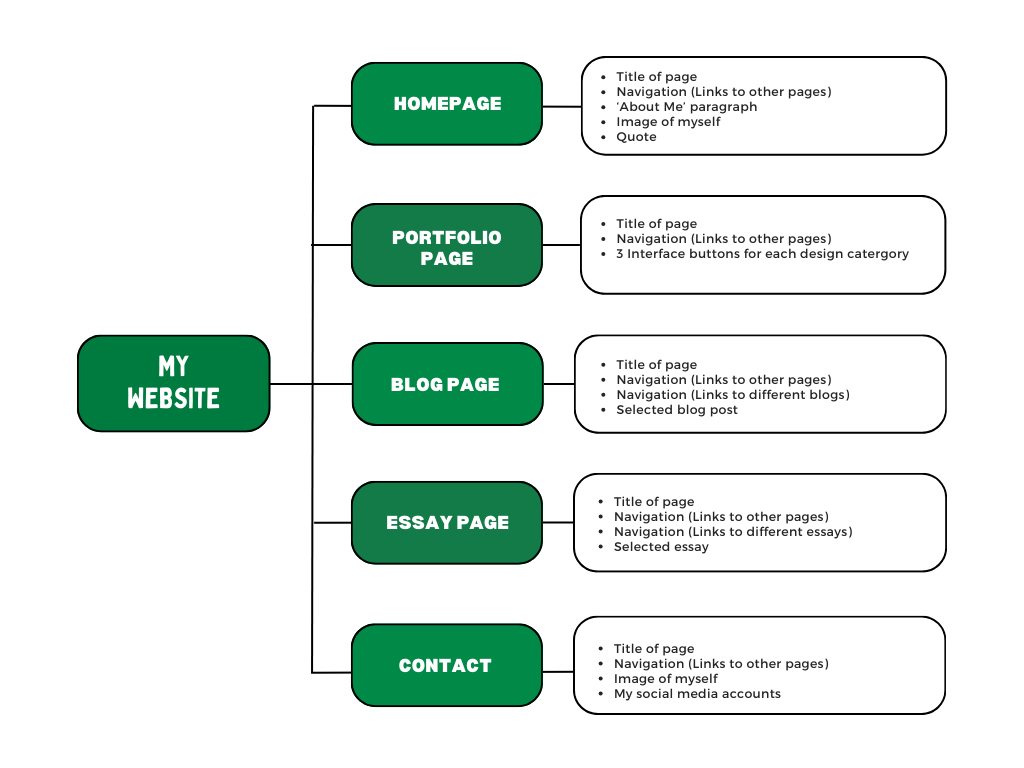 HOMEPAGE
• Title of page
• Navigation (Links to other pages)
• 'About Me' paragraph
• Image of myself
• Quote
PORTFOLIO
PAGE
• Title of page
• Navigation (Links to other pages)
• 3 Interface buttons for each design catergory
MY
WEBSITE
BLOG PAGE
• Title of page
• Navigation (Links to other pages)
• Navigation (Links to different blogs)
• Selected blog post
ESSAY PAGE
• Title of page
• Navigation (Links to other pages)
• Navigation (Links to different essays)
• Selected essay
CONTACT
• Title of page
• Navigation (Links to other pages)
• Image of myself
• My social media accounts